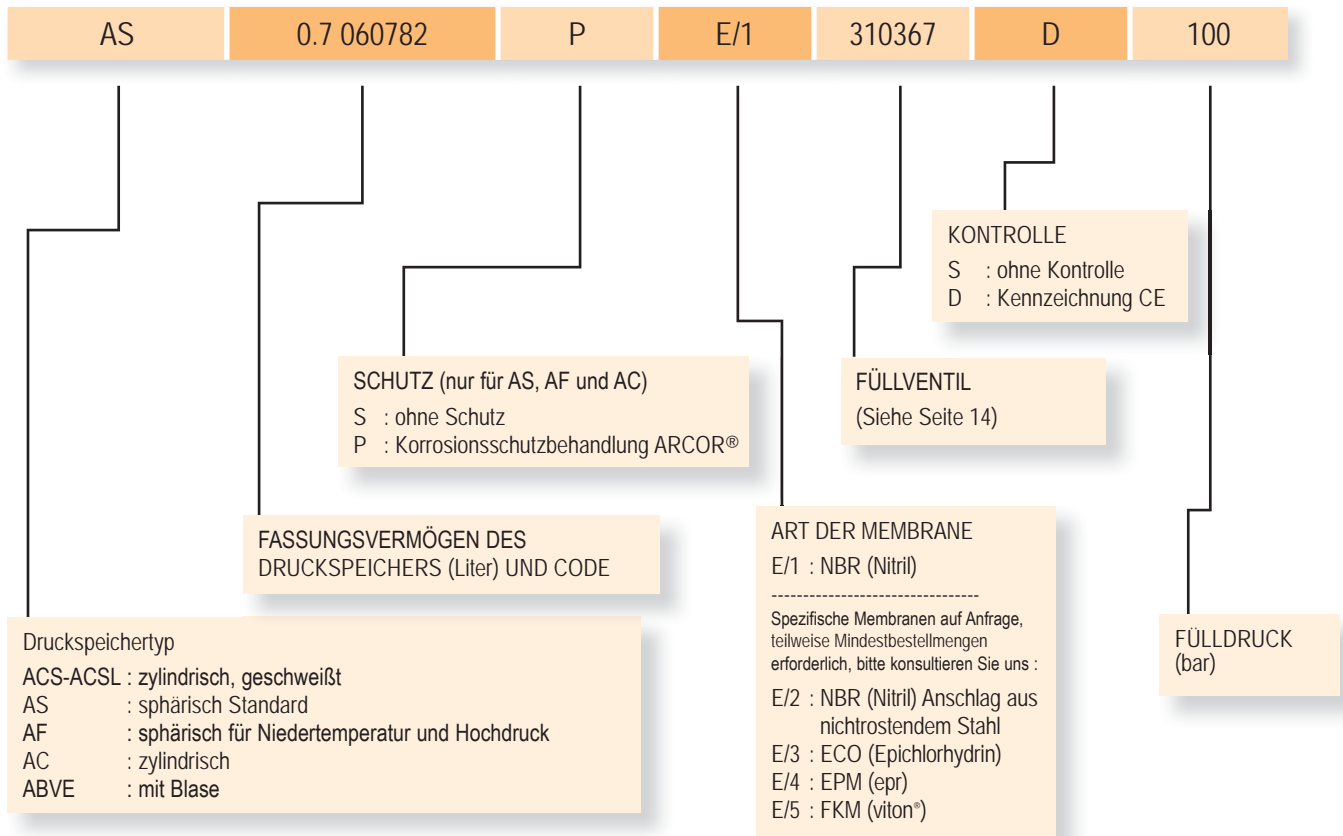 AS 0.7 060782 P E/1 310367 D 100
KONTROLLE
S : ohne Kontrolle
D : Kennzeichnung CE
SCHUTZ (nur für AS, AF und AC)
S : ohne Schutz
P : Korrosionsschutzbehandlung ARCOR®
FÜLLVENTIL
(Siehe Seite 14)
FASSUNGSVERMÖGEN DES
DRUCKSPEICHERS (Liter) UND CODE
ART DER MEMBRANE
E/1 : NBR (Nitril)
---------------------------------
Spezifische Membranen auf Anfrage,
teilweise Mindestbestellmengen
erforderlich, bitte konsultieren Sie uns :
E/2 : NBR (Nitril) Anschlag aus
nichtrostendem Stahl
E/3 : ECO (Epichlorhydrin)
E/4 : EPM (epr)
E/5 : FKM (viton®)
FÜLLDRUCK
(bar)
Druckspeichertyp
ACS-ACSL : zylindrisch, geschweißt
AS : sphärisch Standard
AF : sphärisch für Niedertemperatur und Hochdruck
AC : zylindrisch
ABVE : mit Blase